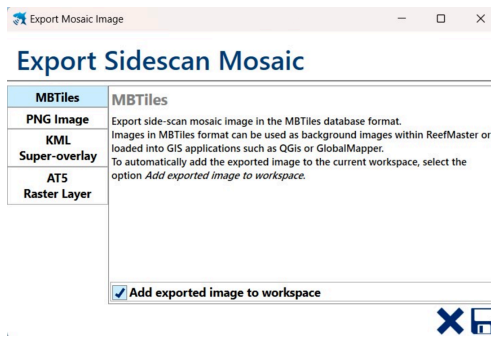 Export Mosaic Image
Export Sidescan Mosaic
MBTiles
PNG Image
KML
Super-overlay
AT5
Raster Layer
MBTiles
Export side-scan mosaic image in the MBTiles database format.
Images in MBTiles format can be used as background images within ReefMaster or
loaded into GIS applications such as QGis or GlobalMapper.
To automatically add the exported image to the current workspace, select the
option Add exported image to workspace.
Add exported image to workspace